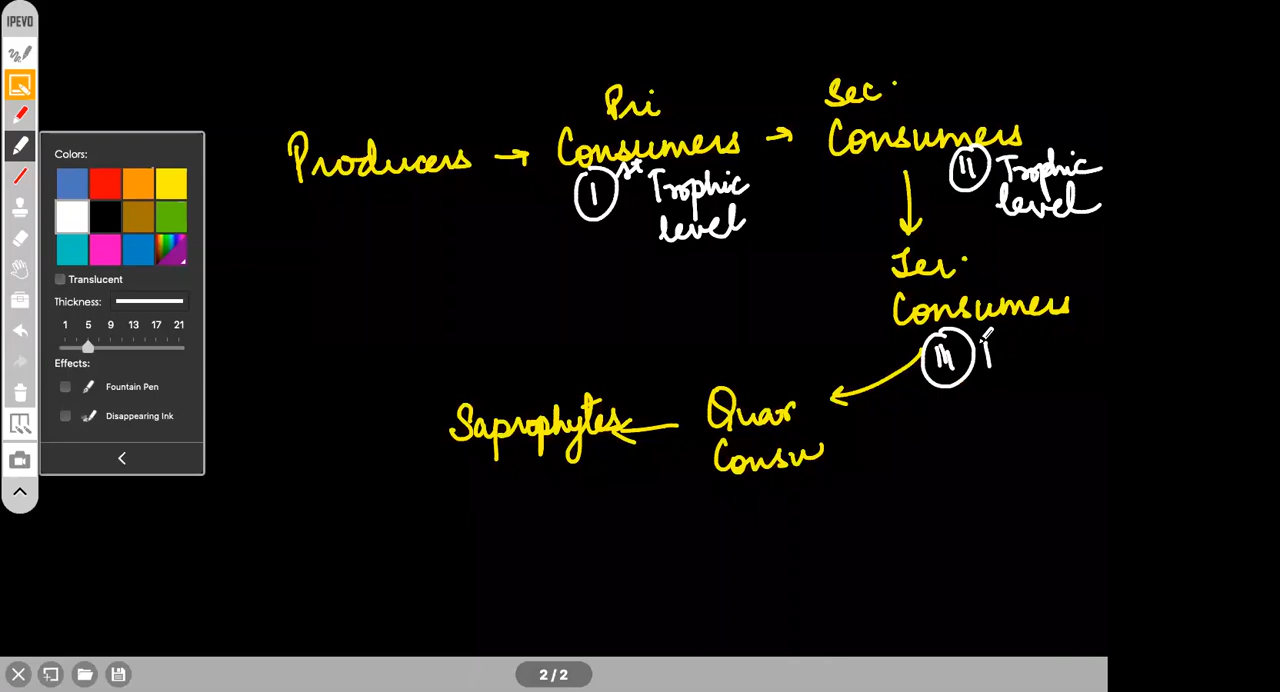 IPEVO
Colors:
Translucent
Thickness:
1 5 9 13 17 21
Effects:
Fountain Pen
Disappearing Ink
Producers → Pri Consumers → Sec. Consumers
I st Trophic level
II Trophic level
Ter. Consumers
III
Quar Consu
Saprophytes
2 / 2